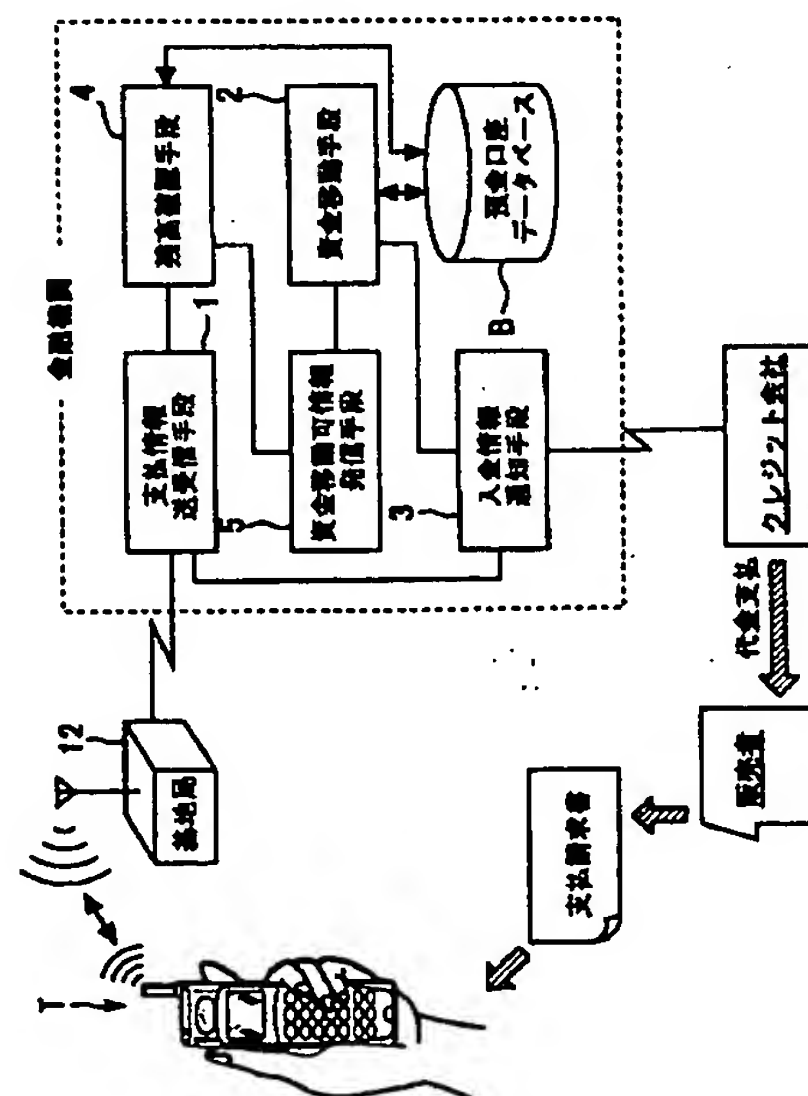 金融機関
4
残高確認手段
2
資金移動手段
預金口座
データベース
B
1
支払情報
送受信手段
5
資金移動可情報
発信手段
3
入金情報
通知手段
クレジット会社
代金支払
12
基地局
販売者
支払請求書
T